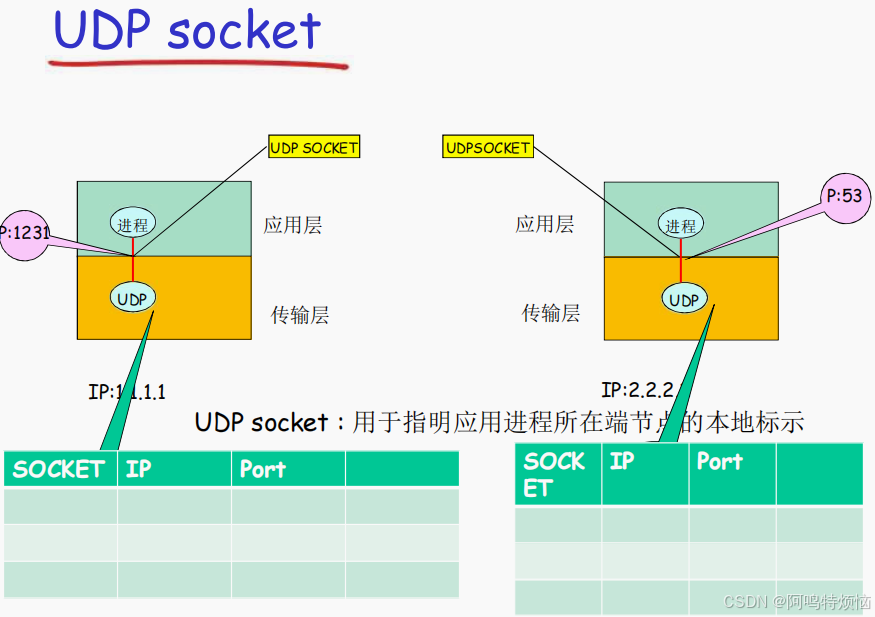 UDP socket
UDP SOCKET
UDPSOCKET
P:1231
进程
应用层
应用层
进程
P:53
UDP
传输层
传输层
UDP
IP:1.1.1.1
IP:2.2.2
UDP socket：用于指明应用进程所在端节点的本地标示
SOCKET IP Port
SOCK
ET
IP Port
CSDN @阿鸣特烦恼